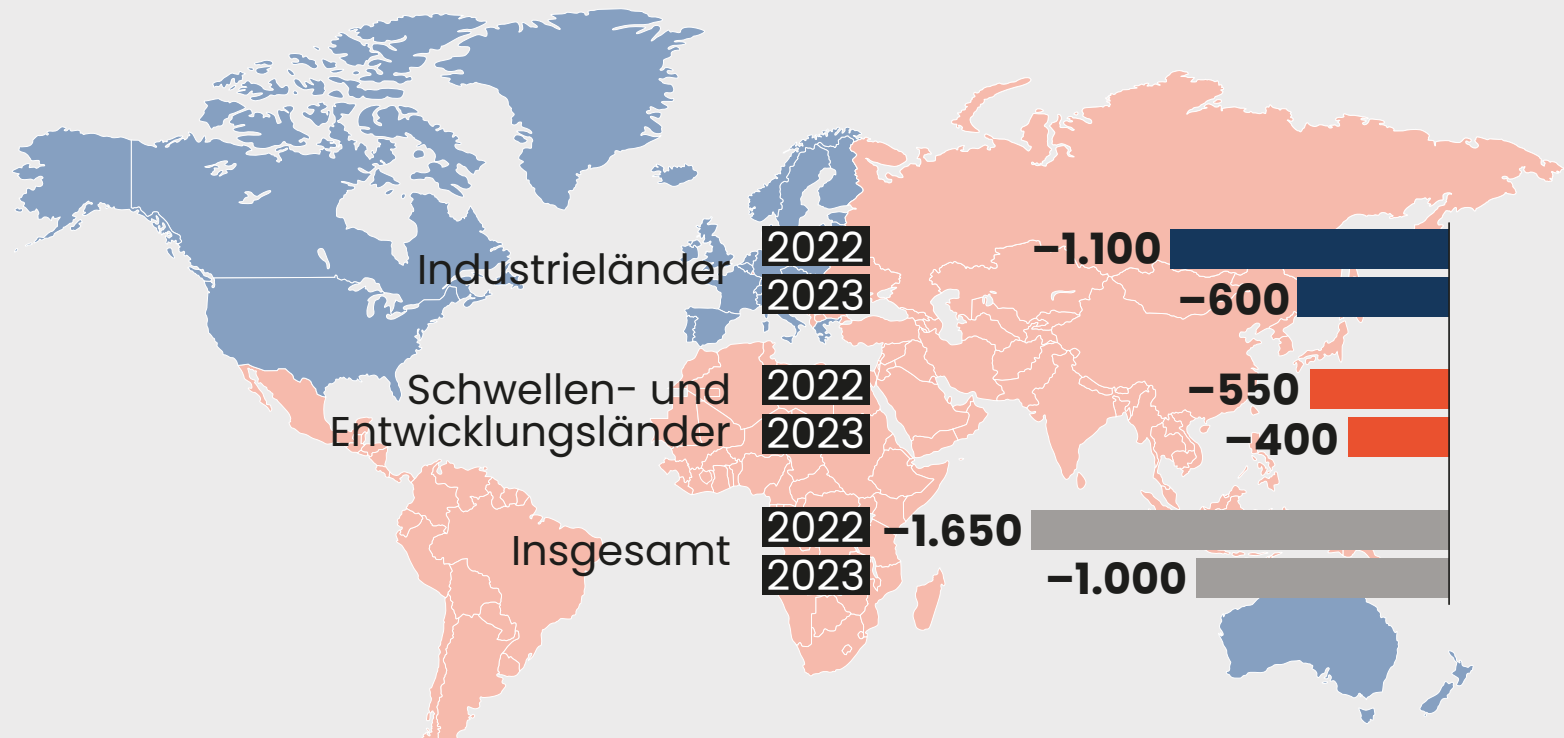 Industrieländer
2022 –1.100
2023 –600
Schwellen- und
Entwicklungsländer
2022 –550
2023 –400
Insgesamt
2022 –1.650
2023 –1.000